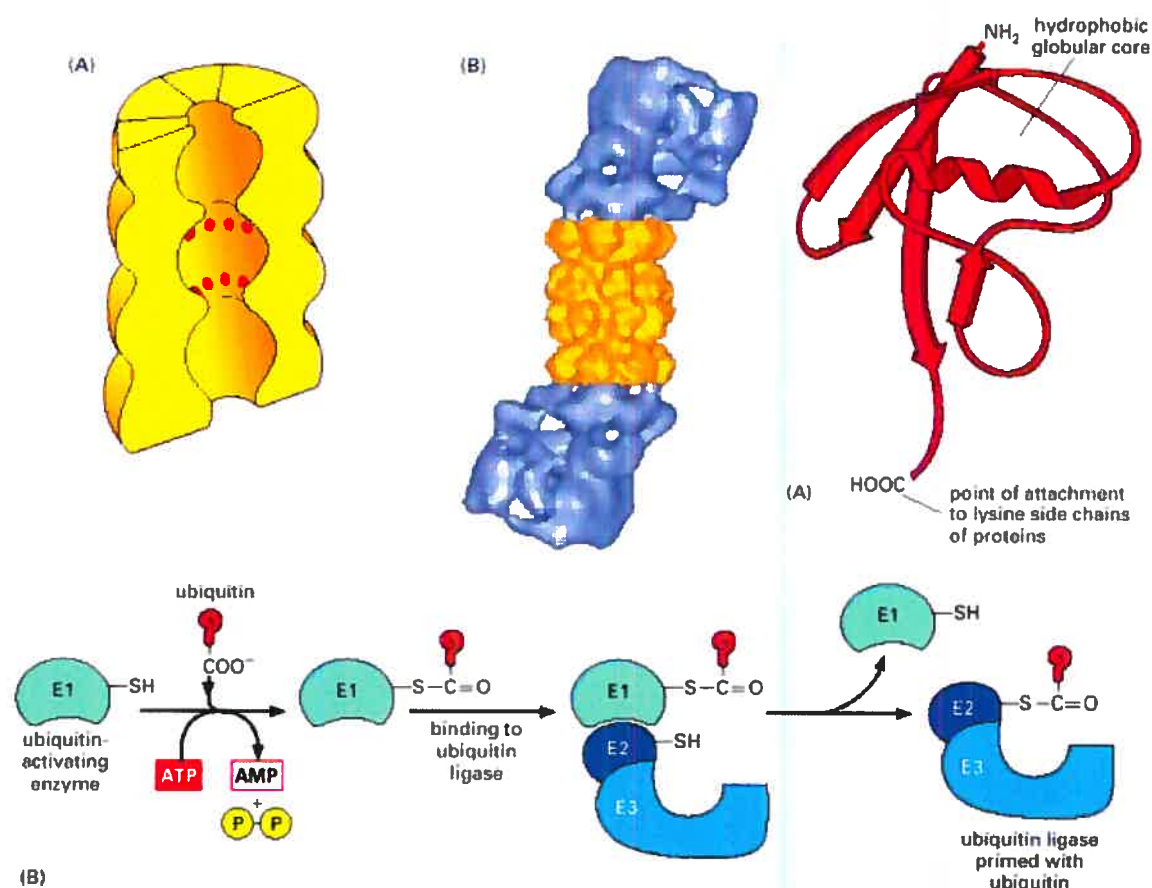 (A)
(B)
NH₂
hydrophobic
globular core
(A)
HOOC
point of attachment
to lysine side chains
of proteins
ubiquitin
COO⁻
E1
SH
ubiquitin-
activating
enzyme
ATP
AMP
+
P
P
E1
S–C=O
binding to
ubiquitin
ligase
E1
S–C=O
E2
SH
E3
E1
SH
E2
S–C=O
E3
ubiquitin ligase
primed with
ubiquitin
(B)